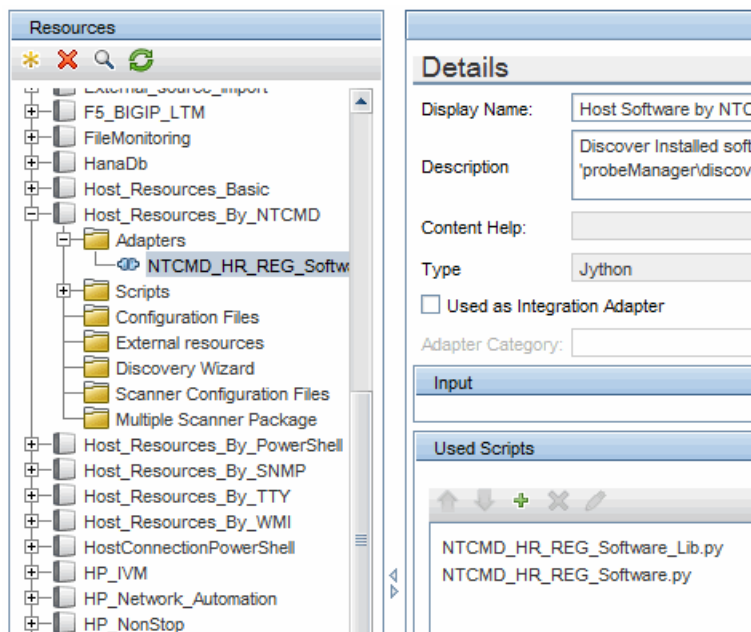 Resources
External_source_import
F5_BIGIP_LTM
FileMonitoring
HanaDb
Host_Resources_Basic
Host_Resources_By_NTCMD
Adapters
NTCMD_HR_REG_Softwa
Scripts
Configuration Files
External resources
Discovery Wizard
Scanner Configuration Files
Multiple Scanner Package
Host_Resources_By_PowerShell
Host_Resources_By_SNMP
Host_Resources_By_TTY
Host_Resources_By_WMI
HostConnectionPowerShell
HP_IVM
HP_Network_Automation
HP_NonStop
Details
Display Name: Host Software by NTC
Description
Discover Installed soft
'probeManager\discov
Content Help:
Type Jython
Used as Integration Adapter
Adapter Category:
Input
Used Scripts
NTCMD_HR_REG_Software_Lib.py
NTCMD_HR_REG_Software.py